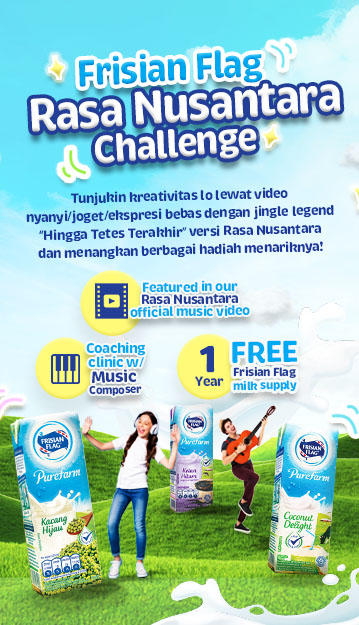 Frisian Flag
Rasa Nusantara
Challenge
Tunjukin kreativitas lo lewat video
nyanyi/joget/ekspresi bebas dengan jingle legend
"Hingga Tetes Terakhir" versi Rasa Nusantara
dan menangkan berbagai hadiah menariknya!
Featured in our
Rasa Nusantara
official music video
Coaching
clinic w/
Music
Composer
1
Year
FREE
Frisian Flag
milk supply
FRISIAN
FLAG
Purefarm
Kacang
Hijau
FRISIAN
FLAG
Purefarm
Ketan
Hitam
FRISIAN
FLAG
Purefarm
Coconut
Delight